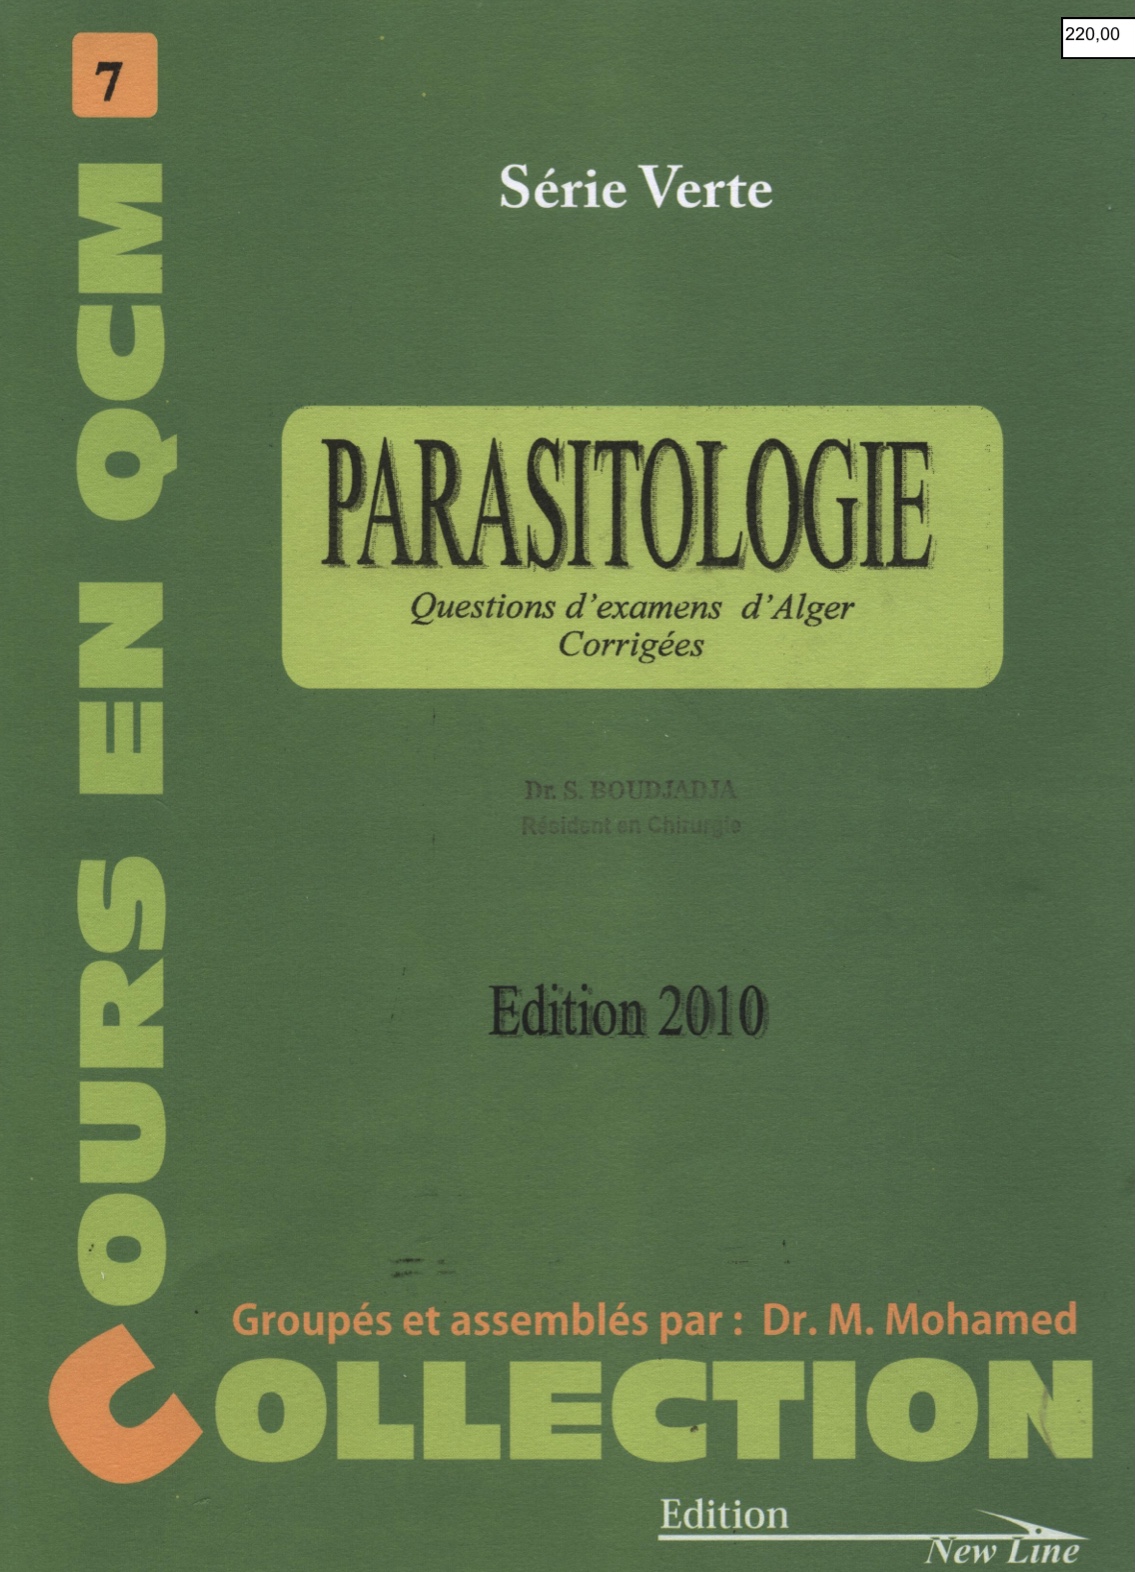 220,00
7
Série Verte
COURS EN QCM
PARASITOLOGIE
Questions d'examens d'Alger
Corrigées
Dr. S. BOUDJADJA
Résident en Chirurgie
Edition 2010
Groupés et assemblés par : Dr. M. Mohamed
COLLECTION
Edition
New Line